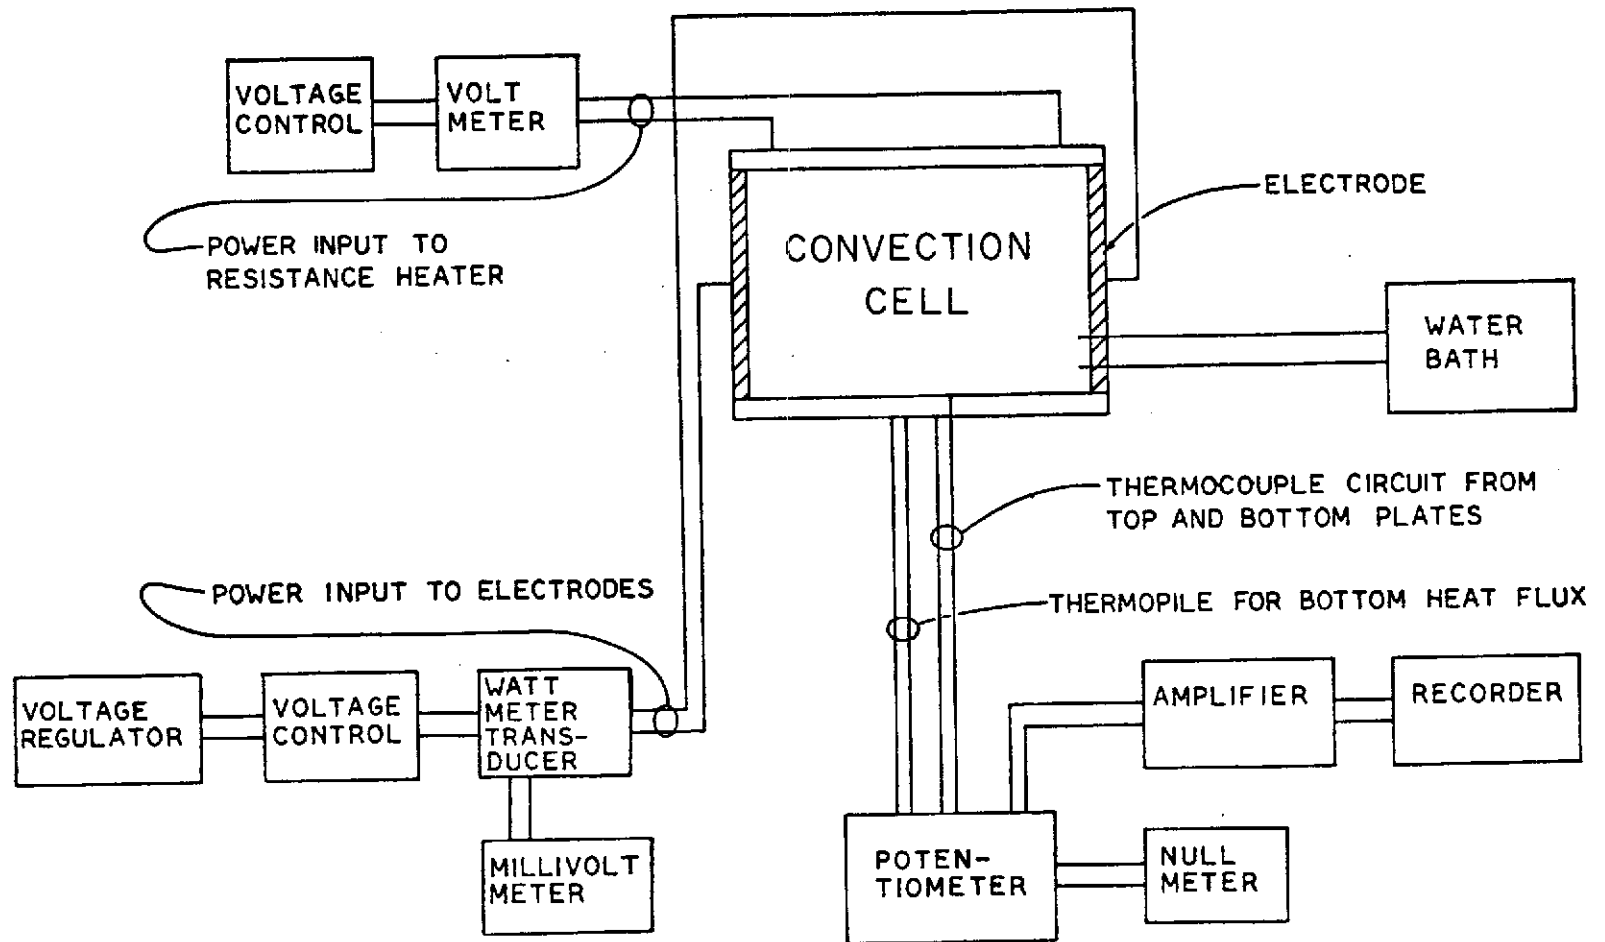 VOLTAGE
CONTROL
VOLT
METER
POWER INPUT TO
RESISTANCE HEATER
CONVECTION
CELL
ELECTRODE
WATER
BATH
THERMOCOUPLE CIRCUIT FROM
TOP AND BOTTOM PLATES
THERMOPILE FOR BOTTOM HEAT FLUX
POWER INPUT TO ELECTRODES
VOLTAGE
REGULATOR
VOLTAGE
CONTROL
WATT
METER
TRANS-
DUCER
MILLIVOLT
METER
AMPLIFIER
RECORDER
POTEN-
TIOMETER
NULL
METER